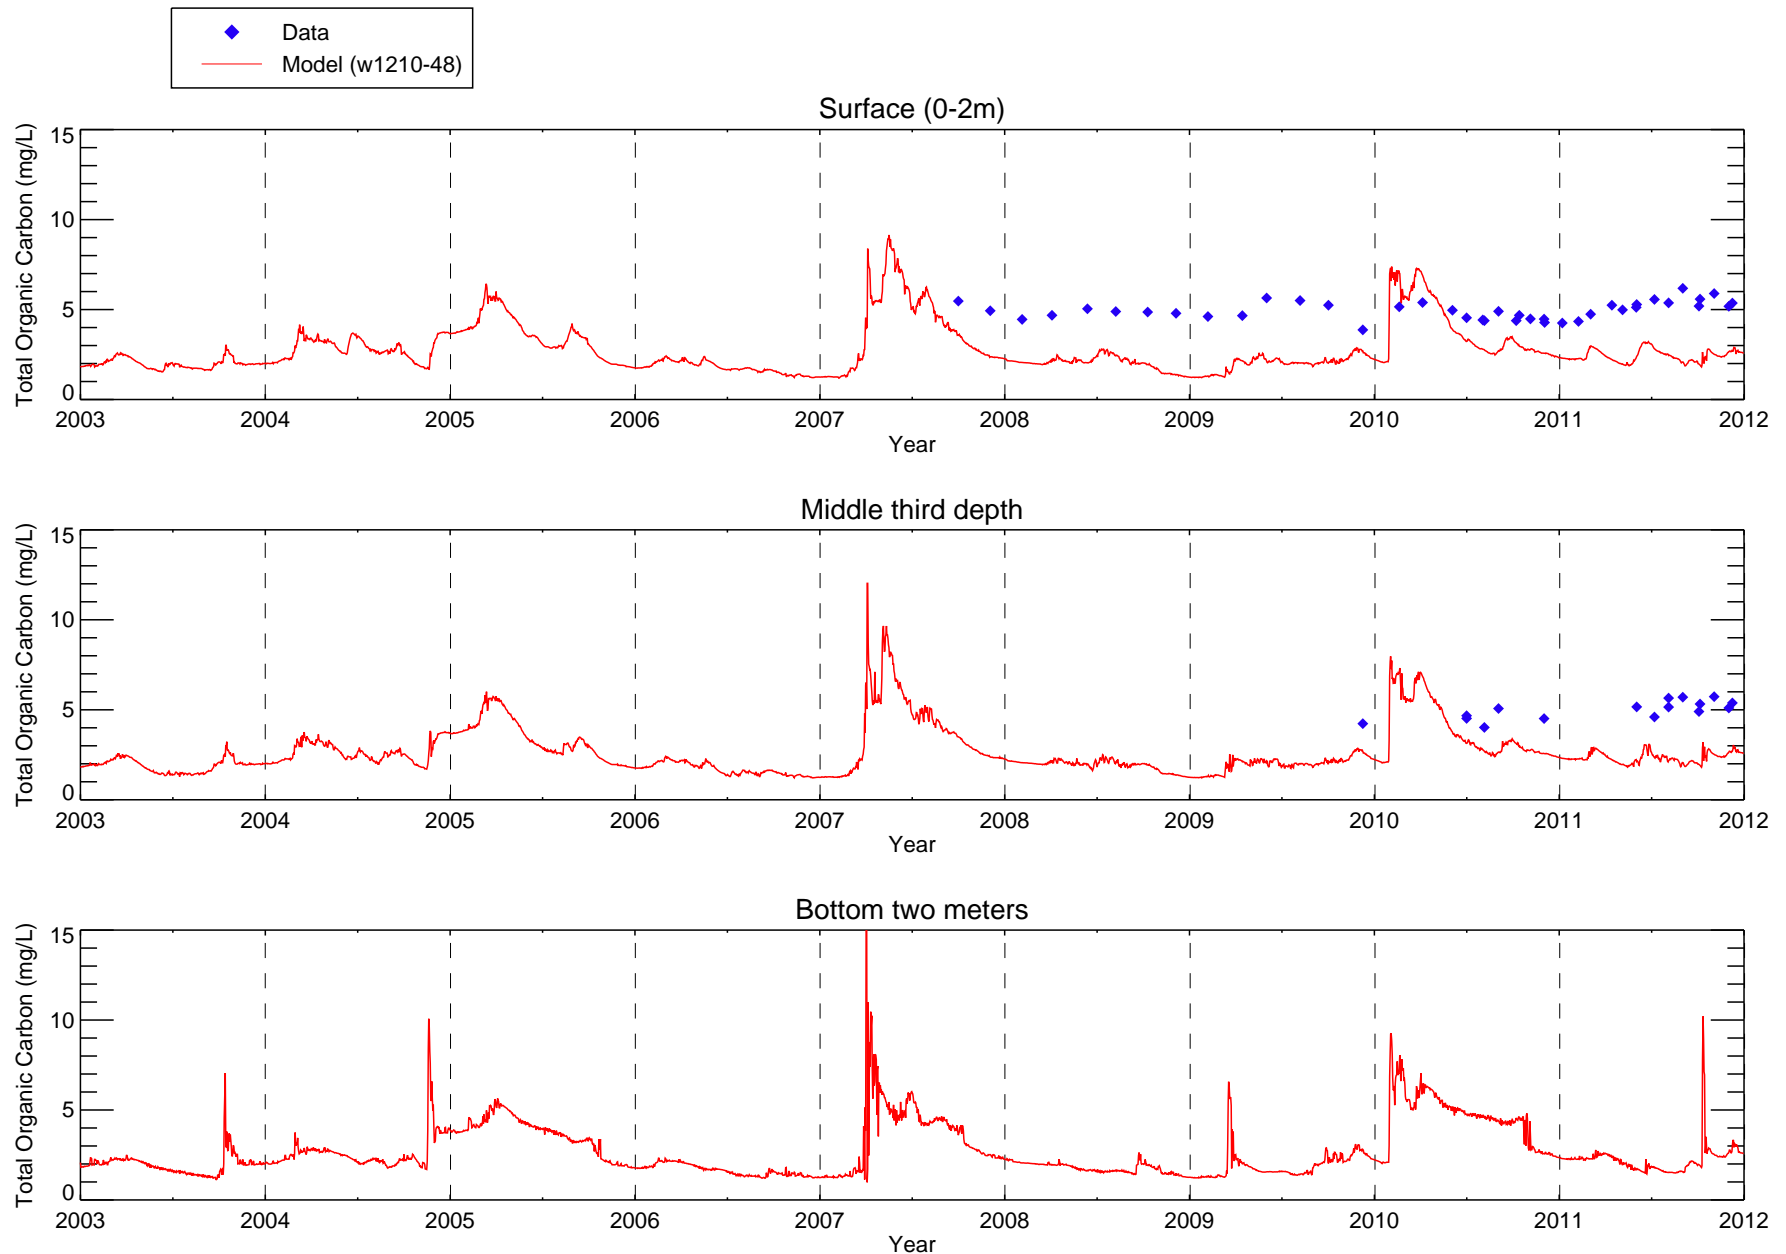 Data
Model (w1210-48)
Surface (0-2m)
Total Organic Carbon (mg/L)
15
10
5
0
2003 2004 2005 2006 2007 2008 2009 2010 2011 2012
Year
Middle third depth
Total Organic Carbon (mg/L)
15
10
5
0
2003 2004 2005 2006 2007 2008 2009 2010 2011 2012
Year
Bottom two meters
Total Organic Carbon (mg/L)
15
10
5
0
2003 2004 2005 2006 2007 2008 2009 2010 2011 2012
Year